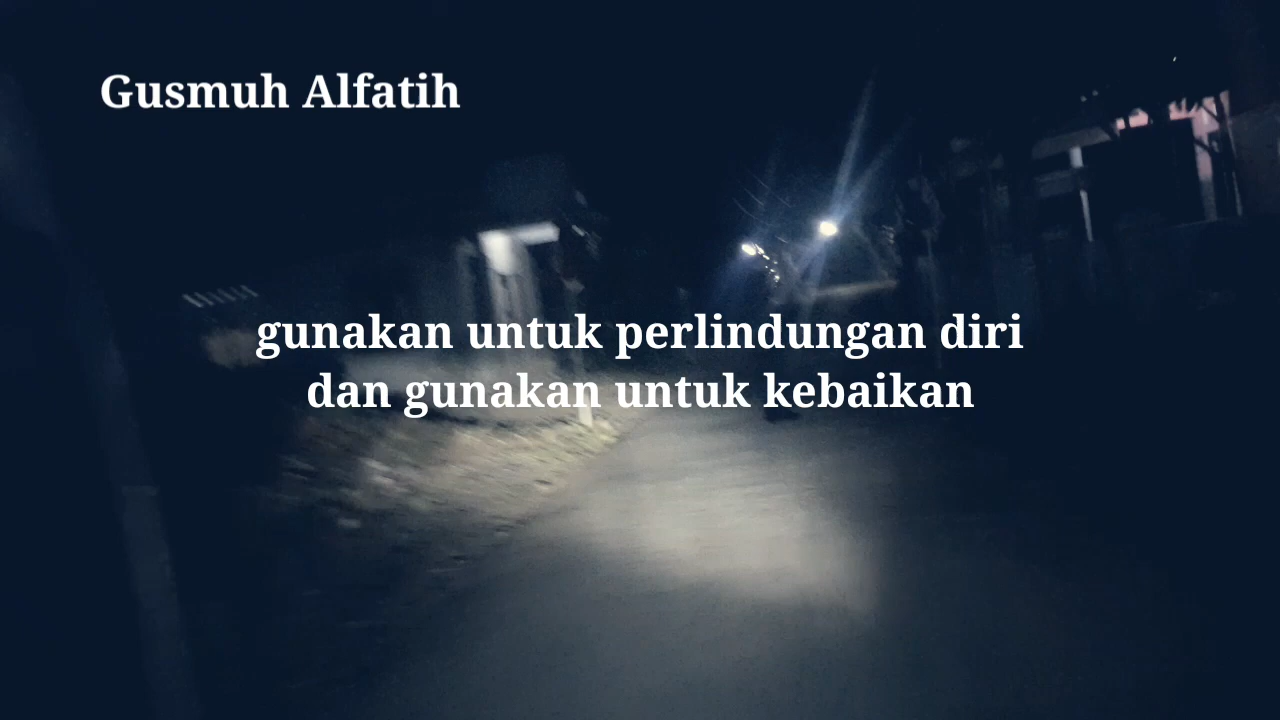 Gusmuh Alfatih
gunakan untuk perlindungan diri
dan gunakan untuk kebaikan